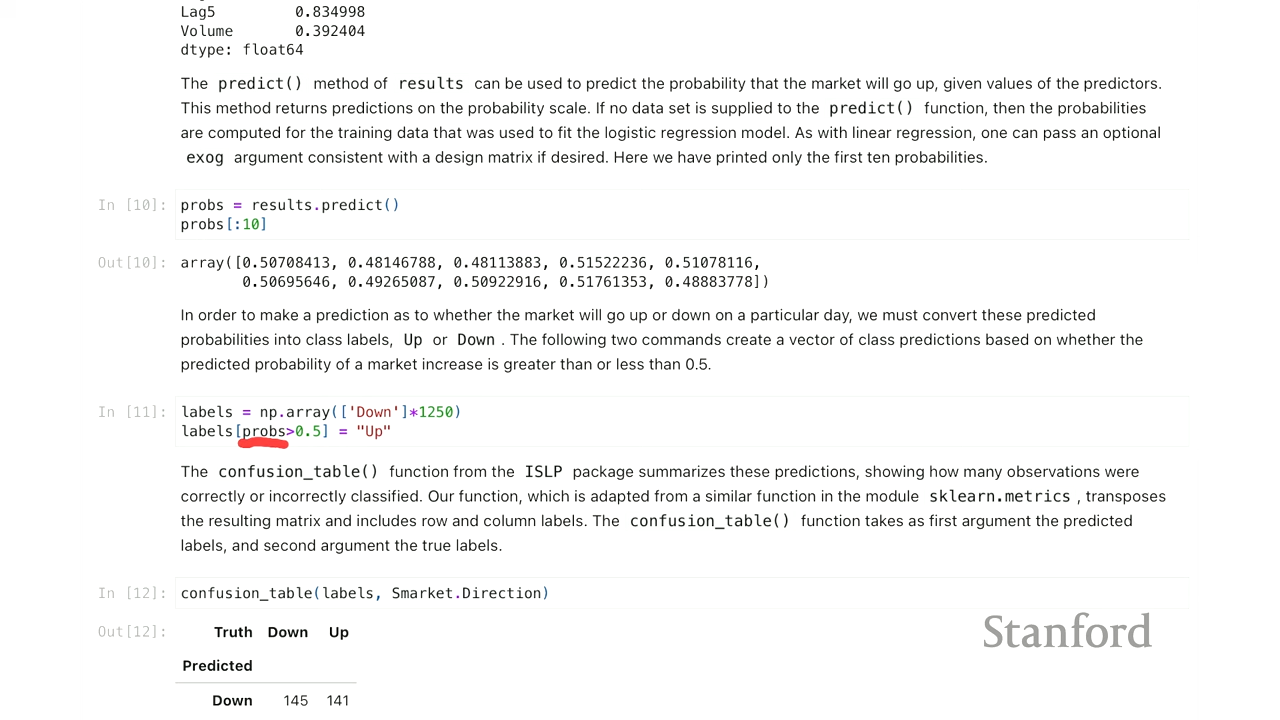 Lag5 0.834998
Volume 0.392404
dtype: float64
The predict() method of results can be used to predict the probability that the market will go up, given values of the predictors.
This method returns predictions on the probability scale. If no data set is supplied to the predict() function, then the probabilities
are computed for the training data that was used to fit the logistic regression model. As with linear regression, one can pass an optional
exog argument consistent with a design matrix if desired. Here we have printed only the first ten probabilities.
In [10]: probs = results.predict()
probs[:10]
Out[10]: array([0.50708413, 0.48146788, 0.48113883, 0.51522236, 0.51078116,
0.50695646, 0.49265087, 0.50922916, 0.51761353, 0.48883778])
In order to make a prediction as to whether the market will go up or down on a particular day, we must convert these predicted
probabilities into class labels, Up or Down . The following two commands create a vector of class predictions based on whether the
predicted probability of a market increase is greater than or less than 0.5.
In [11]: labels = np.array(['Down']*1250)
labels[probs>0.5] = "Up"
The confusion_table() function from the ISLP package summarizes these predictions, showing how many observations were
correctly or incorrectly classified. Our function, which is adapted from a similar function in the module sklearn.metrics , transposes
the resulting matrix and includes row and column labels. The confusion_table() function takes as first argument the predicted
labels, and second argument the true labels.
In [12]: confusion_table(labels, Smarket.Direction)
Out[12]: Truth Down Up
Stanford
Predicted
Down 145 141